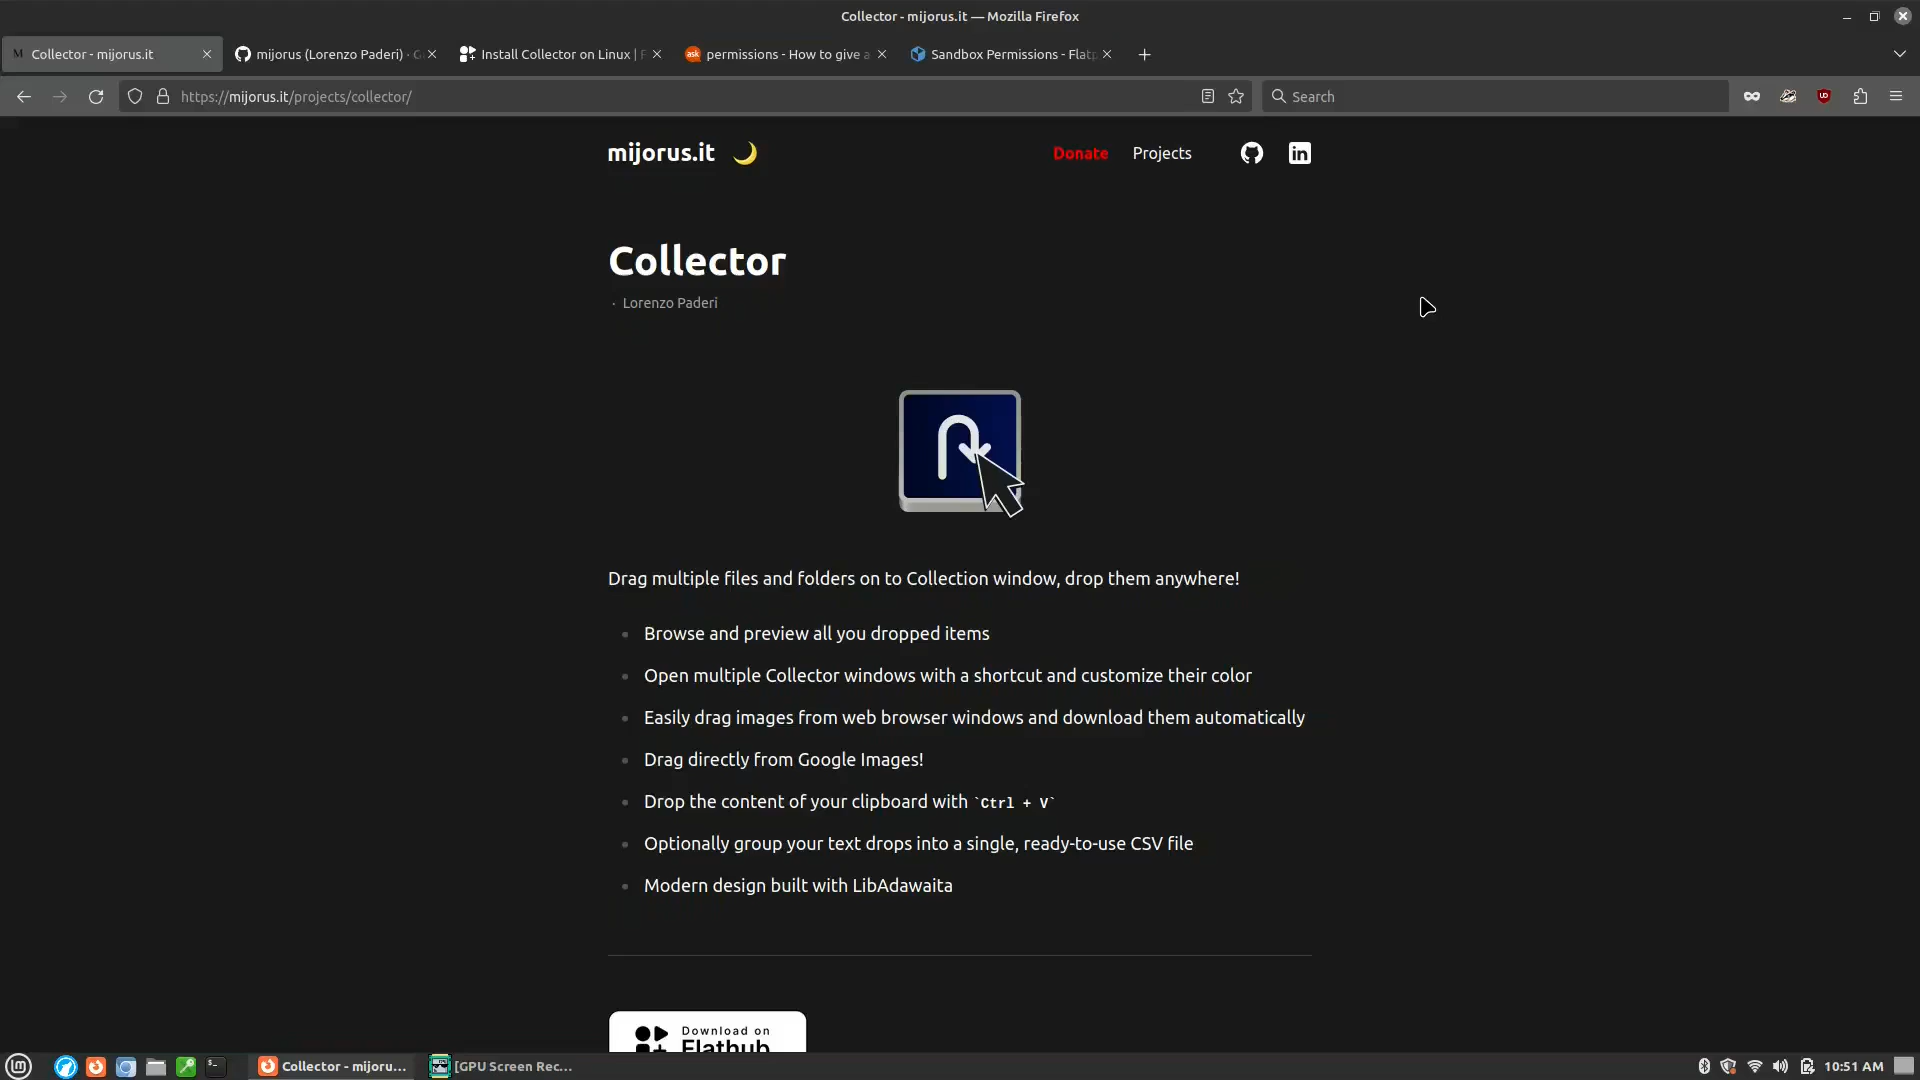 Collector - mijorus.it — Mozilla Firefox
Collector - mijorus.it
mijorus (Lorenzo Paderi) · G
Install Collector on Linux | F
permissions - How to give a
Sandbox Permissions - Flatp
https://mijorus.it/projects/collector/
Search
mijorus.it
Donate
Projects
Collector
· Lorenzo Paderi
Drag multiple files and folders on to Collection window, drop them anywhere!
Browse and preview all you dropped items
Open multiple Collector windows with a shortcut and customize their color
Easily drag images from web browser windows and download them automatically
Drag directly from Google Images!
Drop the content of your clipboard with `Ctrl + V`
Optionally group your text drops into a single, ready-to-use CSV file
Modern design built with LibAdawaita
Download on
Flathub
Collector - mijoru...
[GPU Screen Rec...
10:51 AM